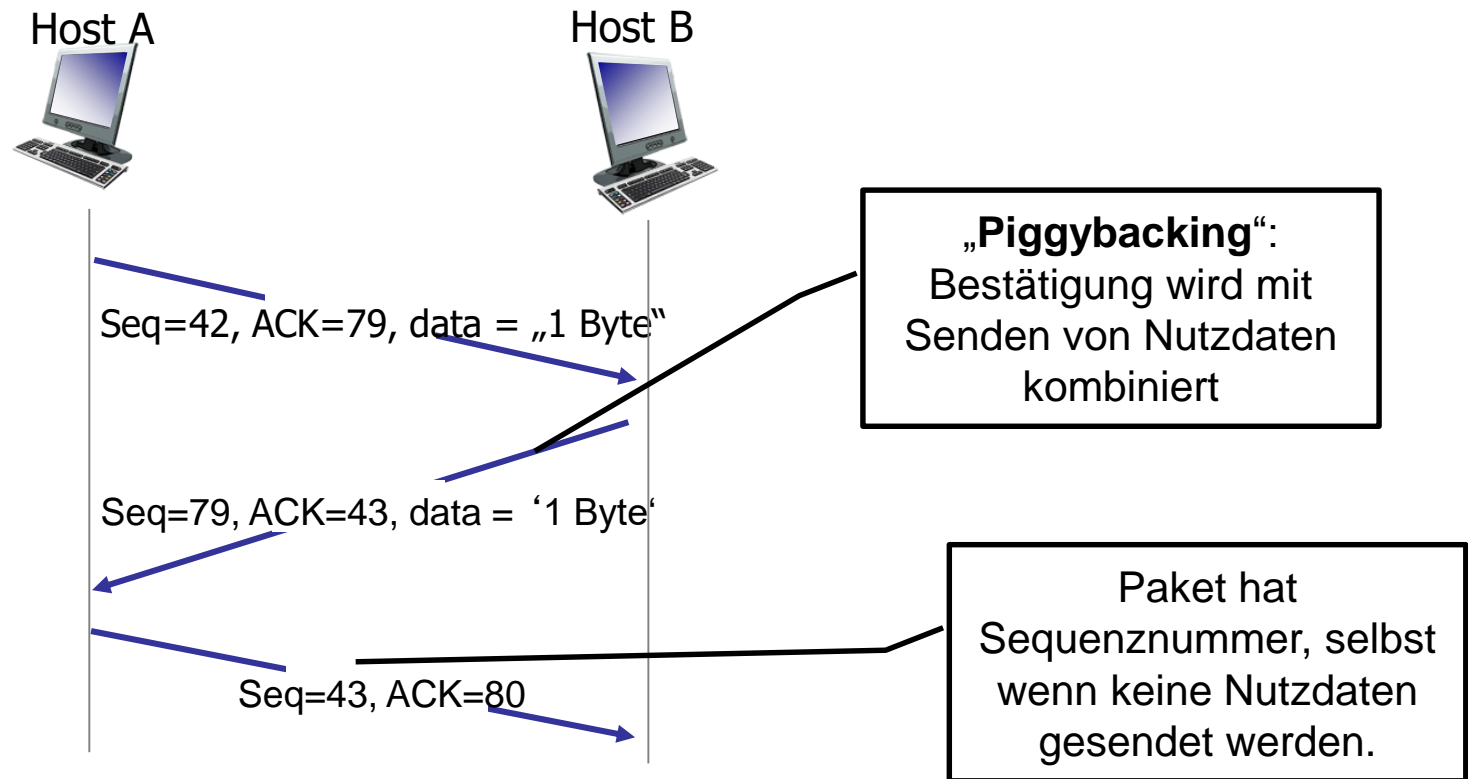 Host A
Host B
Seq=42, ACK=79, data = „1 Byte“
„Piggybacking“:
Bestätigung wird mit
Senden von Nutzdaten
kombiniert
Seq=79, ACK=43, data = ‘1 Byte‘
Seq=43, ACK=80
Paket hat
Sequenznummer, selbst
wenn keine Nutzdaten
gesendet werden.